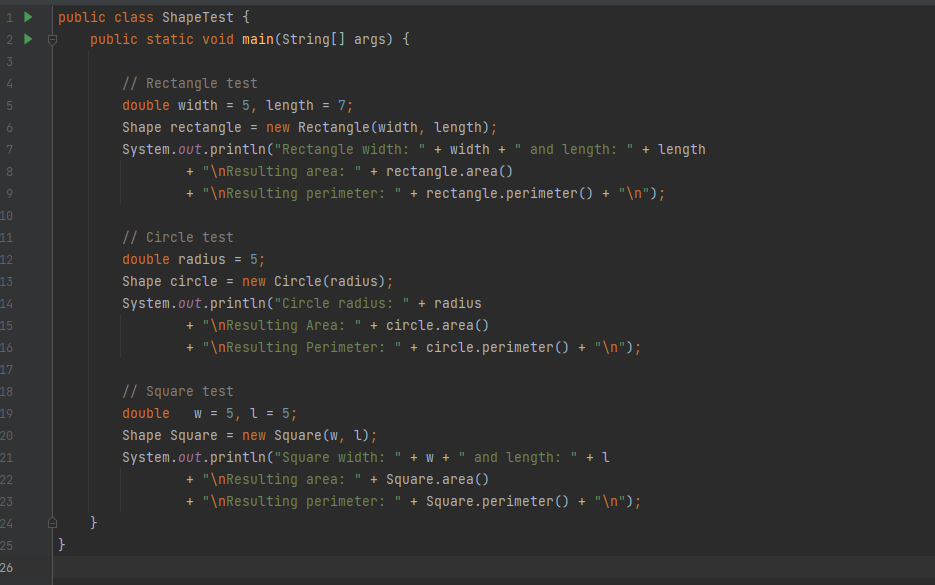 1 public class ShapeTest {
2 public static void main(String[] args) {
3
4 // Rectangle test
5 double width = 5, length = 7;
6 Shape rectangle = new Rectangle(width, length);
7 System.out.println("Rectangle width: " + width + " and length: " + length
8 + "\nResulting area: " + rectangle.area()
9 + "\nResulting perimeter: " + rectangle.perimeter() + "\n");
10
11 // Circle test
12 double radius = 5;
13 Shape circle = new Circle(radius);
14 System.out.println("Circle radius: " + radius
15 + "\nResulting Area: " + circle.area()
16 + "\nResulting Perimeter: " + circle.perimeter() + "\n");
17
18 // Square test
19 double   w = 5, l = 5;
20 Shape Square = new Square(w, l);
21 System.out.println("Square width: " + w + " and length: " + l
22 + "\nResulting area: " + Square.area()
23 + "\nResulting perimeter: " + Square.perimeter() + "\n");
24 }
25 }
26